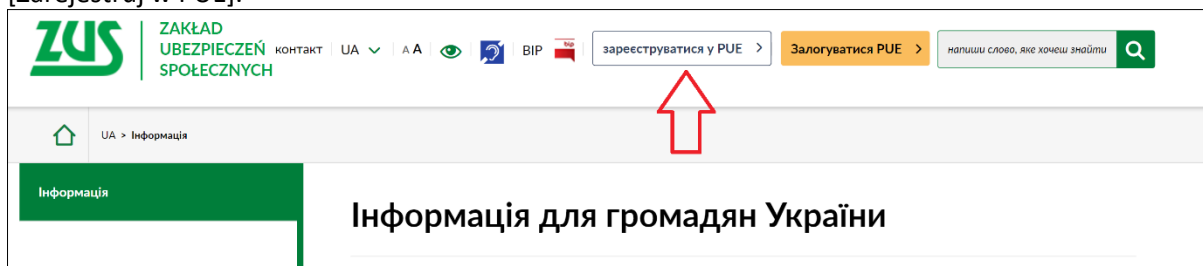 [Zarejestruj w PUE].
ZUS
ZAKŁAD
UBEZPIECZEŃ
SPOŁECZNYCH
контакт UA A A BIP bip зареєструватися у PUE > Залогуватися PUE > напиши слово, яке хочеш знайти
UA > Інформація
Інформація
Інформація для громадян України